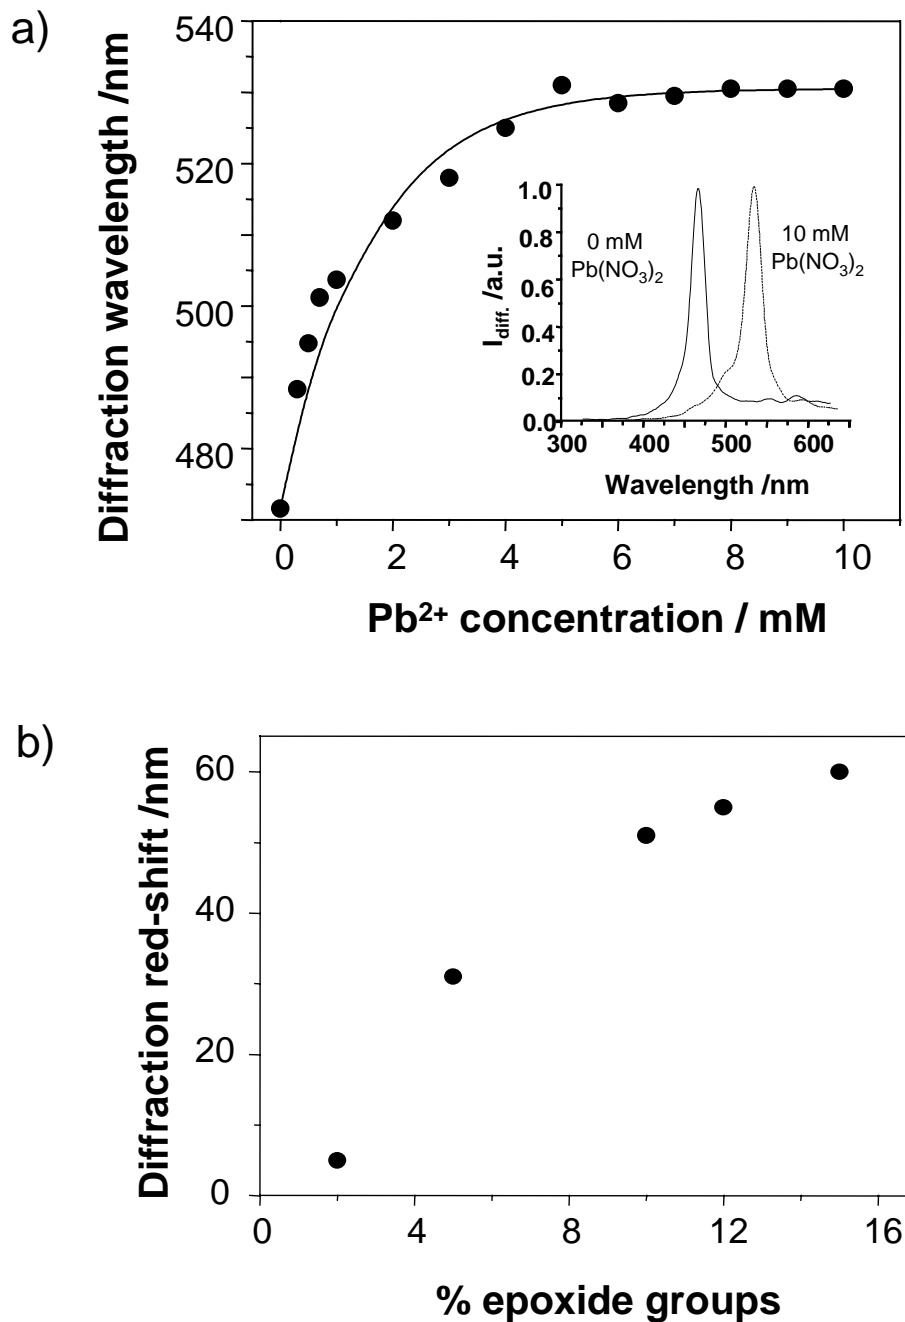 a)
Diffraction wavelength /nm
540
520
500
480
0
2
4
6
8
10
Pb²⁺ concentration / mM
I_diff. /a.u.
1.0
0.8
0.6
0.4
0.2
0.0
0 mM
Pb(NO₃)₂
10 mM
Pb(NO₃)₂
300
400
500
600
Wavelength /nm
b)
Diffraction red-shift /nm
60
40
20
0
0
4
8
12
16
% epoxide groups